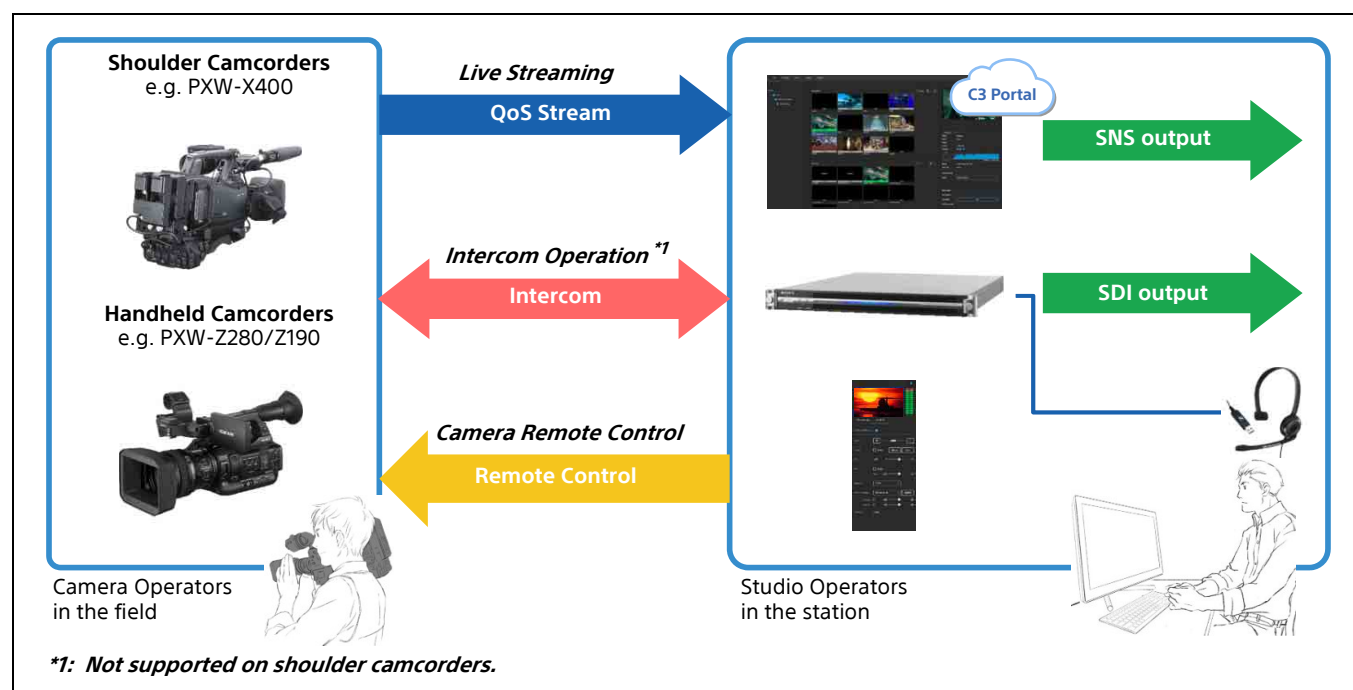 Shoulder Camcorders
e.g. PXW-X400
Handheld Camcorders
e.g. PXW-Z280/Z190
Camera Operators
in the field
Live Streaming
QoS Stream
Intercom Operation *1
Intercom
Camera Remote Control
Remote Control
C3 Portal
SNS output
SDI output
Studio Operators
in the station
*1: Not supported on shoulder camcorders.